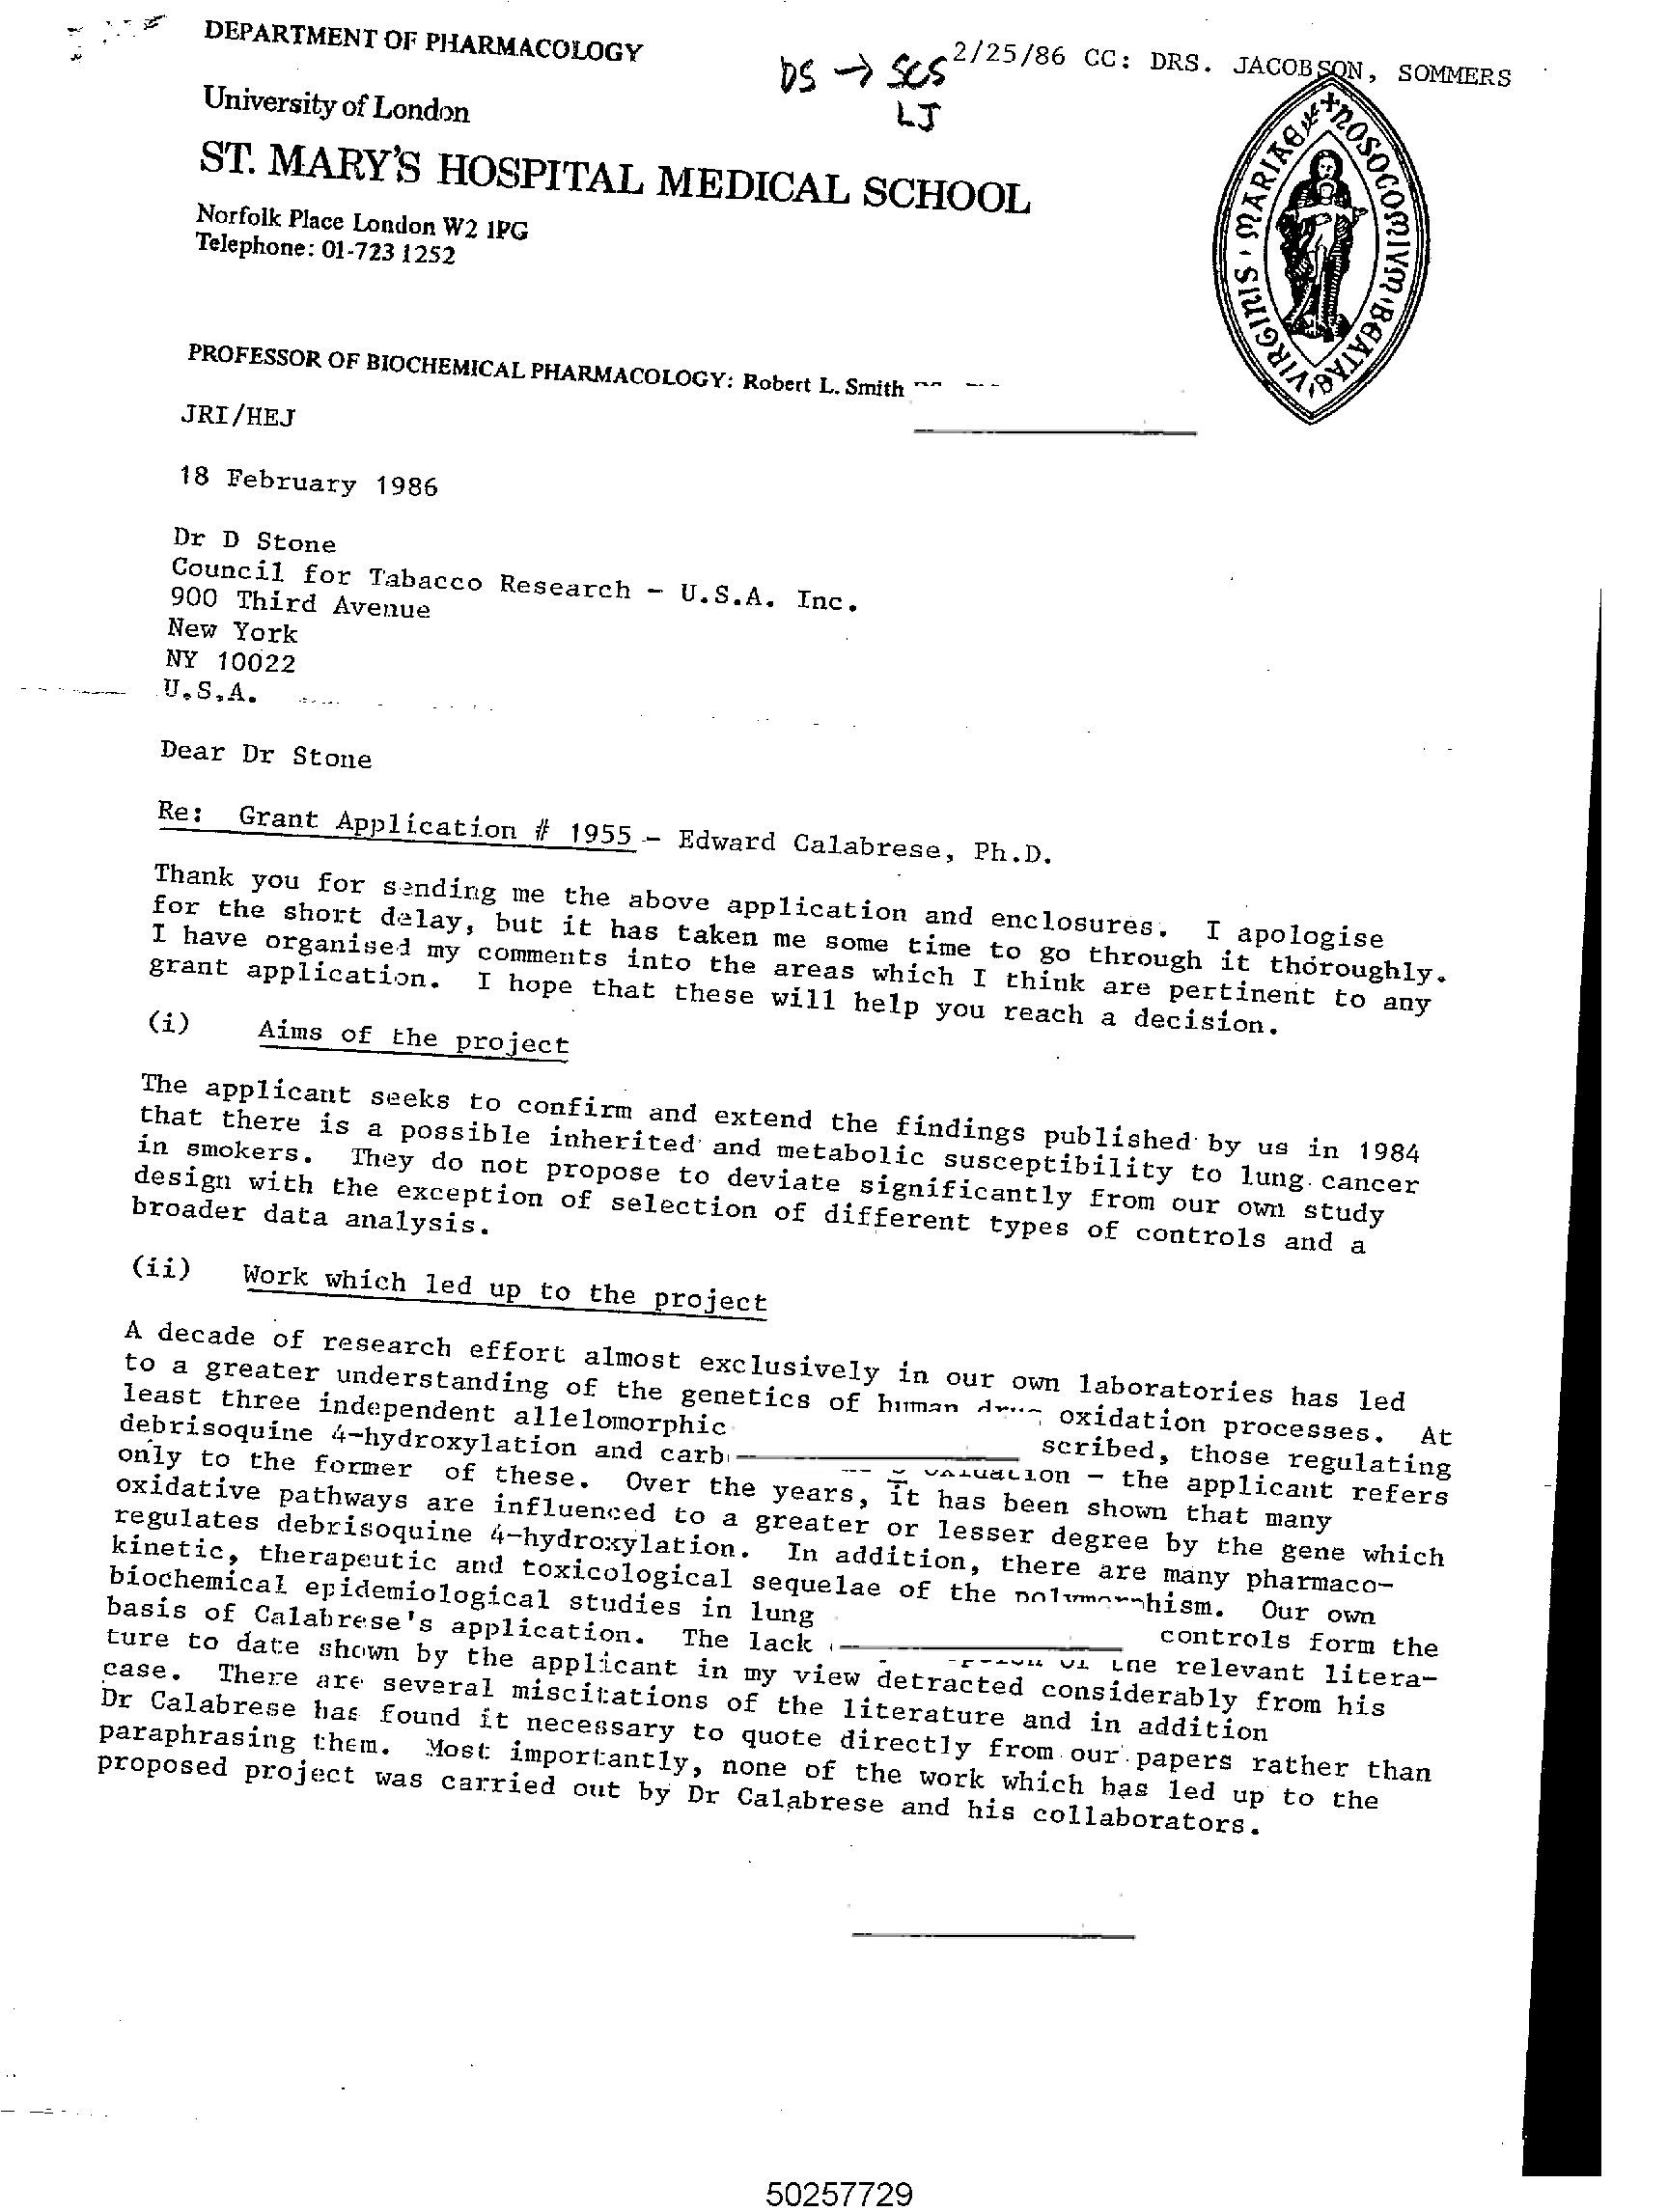 DEPARTMENT OF PHARMACOLOGY
DS → SCS 2/25/86 CC: DRS. JACOBSON, SOMMERS
LJ
University of London
ST. MARY'S HOSPITAL MEDICAL SCHOOL
Norfolk Place London W2 1PG
Telephone: 01-723 1252
VIRGINIS · MARIAE NOSOCOMIVM · BEATAE
PROFESSOR OF BIOCHEMICAL PHARMACOLOGY: Robert L. Smith
JRI/HEJ
18 February 1986
Dr D Stone
Council for Tabacco Research - U.S.A. Inc.
900 Third Avenue
New York
NY 10022
U.S.A.
Dear Dr Stone
Re: Grant Application # 1955 - Edward Calabrese, Ph.D.
Thank you for sending me the above application and enclosures. I apologise
for the short delay, but it has taken me some time to go through it thoroughly.
I have organised my comments into the areas which I think are pertinent to any
grant application. I hope that these will help you reach a decision.
(i) Aims of the project
The applicant seeks to confirm and extend the findings published by us in 1984
that there is a possible inherited and metabolic susceptibility to lung cancer
in smokers. They do not propose to deviate significantly from our own study
design with the exception of selection of different types of controls and a
broader data analysis.
(ii) Work which led up to the project
A decade of research effort almost exclusively in our own laboratories has led
to a greater understanding of the genetics of human drug oxidation processes. At
least three independent allelomorphic scribed, those regulating
debrisoquine 4-hydroxylation and carb oxidation - the applicant refers
only to the former of these. Over the years, it has been shown that many
oxidative pathways are influenced to a greater or lesser degree by the gene which
regulates debrisoquine 4-hydroxylation. In addition, there are many pharmaco-
kinetic, therapeutic and toxicological sequelae of the polymorphism. Our own
biochemical epidemiological studies in lung controls form the
basis of Calabrese's application. The lack of the relevant litera-
ture to date shown by the applicant in my view detracted considerably from his
case. There are several miscitations of the literature and in addition
Dr Calabrese has found it necessary to quote directly from our papers rather than
paraphrasing them. Most importantly, none of the work which has led up to the
proposed project was carried out by Dr Calabrese and his collaborators.
50257729